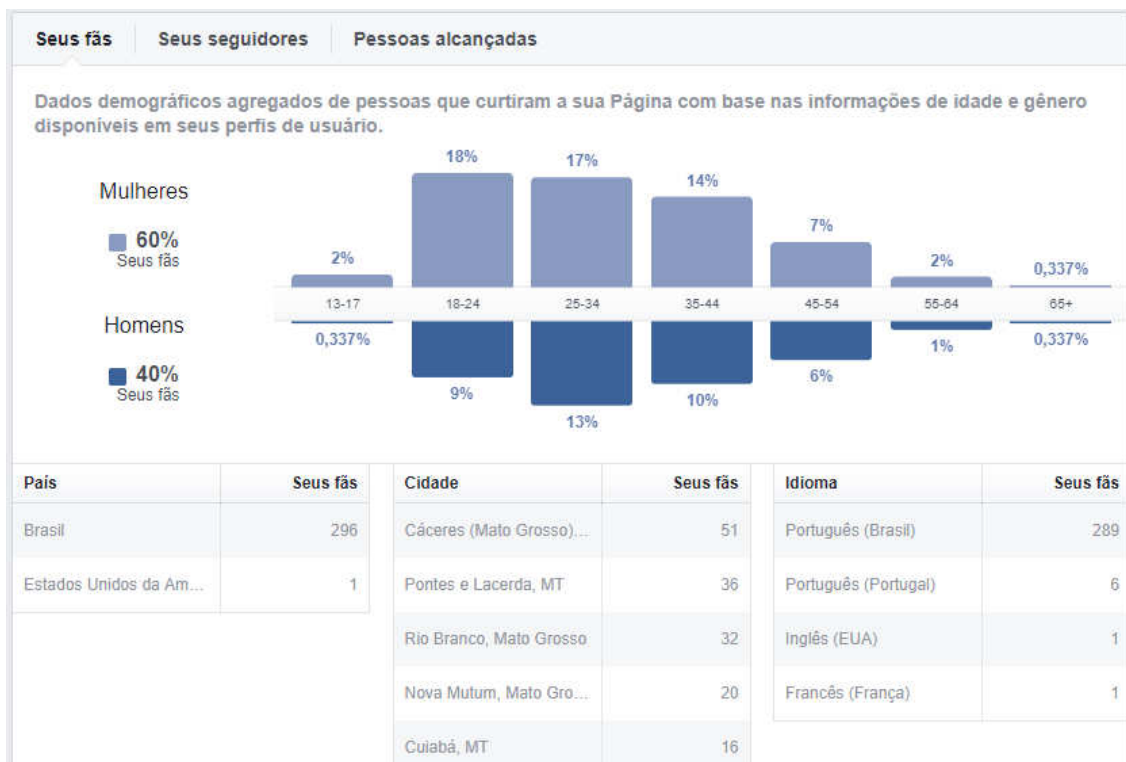 Seus fãs Seus seguidores Pessoas alcançadas
Dados demográficos agregados de pessoas que curtiram a sua Página com base nas informações de idade e gênero
disponíveis em seus perfis de usuário.
Mulheres
60%
Seus fãs
2% 18% 17% 14% 7% 2% 0,337%
13-17 18-24 25-34 35-44 45-54 55-64 65+
Homens
40%
Seus fãs
0,337% 9% 13% 10% 6% 1% 0,337%
País Seus fãs
Brasil 296
Estados Unidos da Am... 1
Cidade Seus fãs
Cáceres (Mato Grosso)... 51
Pontes e Lacerda, MT 36
Rio Branco, Mato Grosso 32
Nova Mutum, Mato Gro... 20
Cuiabá, MT 16
Idioma Seus fãs
Português (Brasil) 289
Português (Portugal) 6
Inglês (EUA) 1
Francês (França) 1